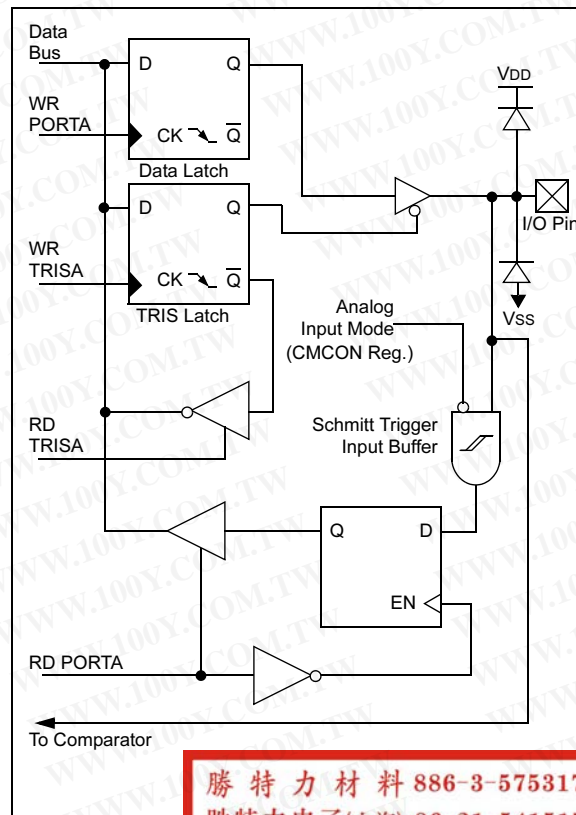 Data
Bus
D
Q
VDD
WR
PORTA
CK
Q
Data Latch
I/O Pin
D
Q
WR
TRISA
CK
Q
TRIS Latch
VSS
Analog
Input Mode
(CMCON Reg.)
RD
TRISA
Schmitt Trigger
Input Buffer
Q
D
EN
RD PORTA
To Comparator
勝特力材料 886-3-575317
WWW.100Y.COM.TW